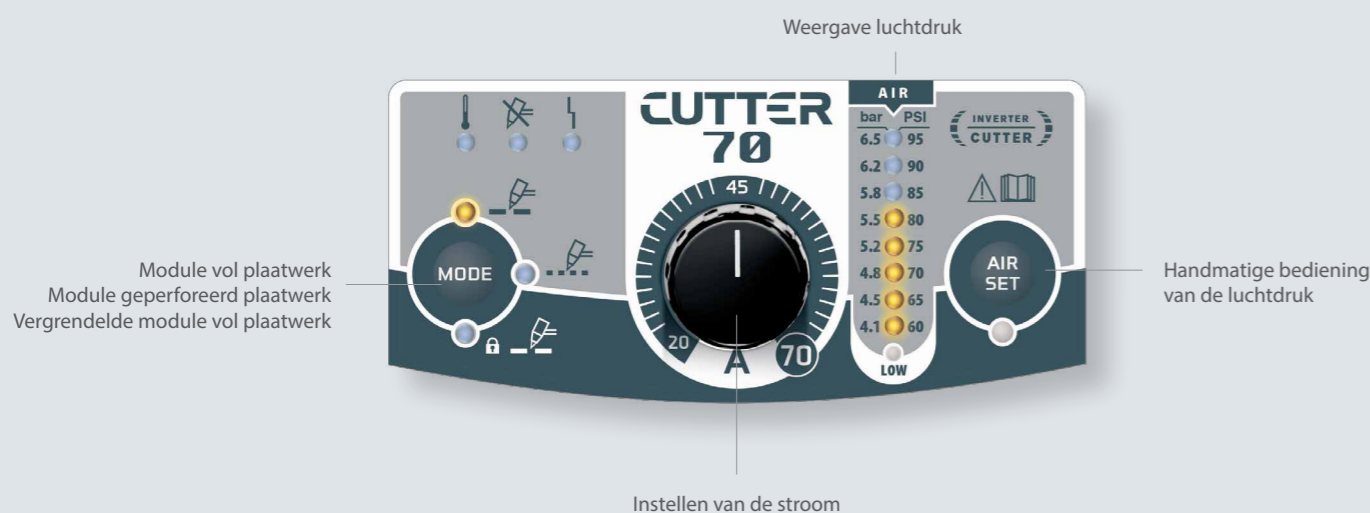 Weergave luchtdruk
AIR
bar PSI
6.5 95
6.2 90
5.8 85
5.5 80
5.2 75
4.8 70
4.5 65
4.1 60
LOW
CUTTER
70
45
20
A
70
INVERTER
CUTTER
MODE
AIR
SET
Module vol plaatwerk
Module geperforeerd plaatwerk
Vergrendelde module vol plaatwerk
Handmatige bediening
van de luchtdruk
Instellen van de stroom